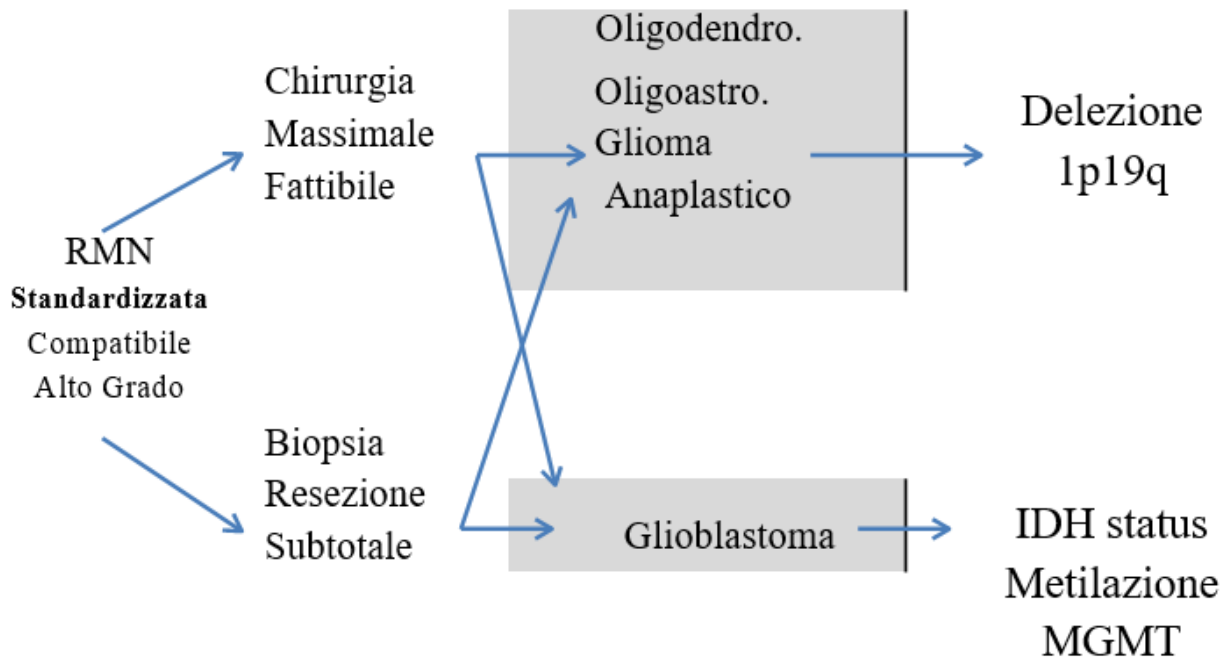 RMN
Standardizzata
Compatibile
Alto Grado
Chirurgia
Massimale
Fattibile
Biopsia
Resezione
Subtotale
Oligodendro.
Oligoastro.
Glioma
Anaplastico
Glioblastoma
Delezione
1p19q
IDH status
Metilazione
MGMT